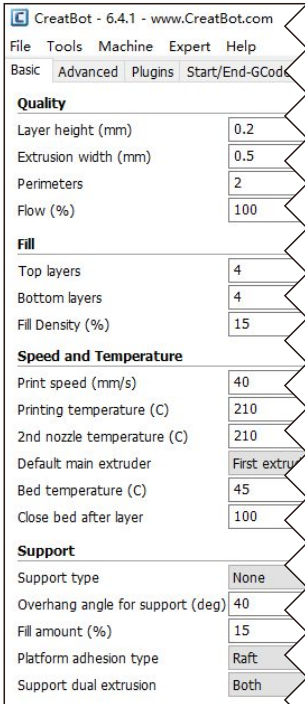 CreatBot - 6.4.1 - www.CreatBot.com
File Tools Machine Expert Help
Basic Advanced Plugins Start/End-GCode
Quality
Layer height (mm) 0.2
Extrusion width (mm) 0.5
Perimeters 2
Flow (%) 100
Fill
Top layers 4
Bottom layers 4
Fill Density (%) 15
Speed and Temperature
Print speed (mm/s) 40
Printing temperature (C) 210
2nd nozzle temperature (C) 210
Default main extruder First
Bed temperature (C) 45
Close bed after layer 100
Support
Support type None
Overhang angle for support (deg) 40
Fill amount (%) 15
Platform adhesion type Raft
Support dual extrusion Both